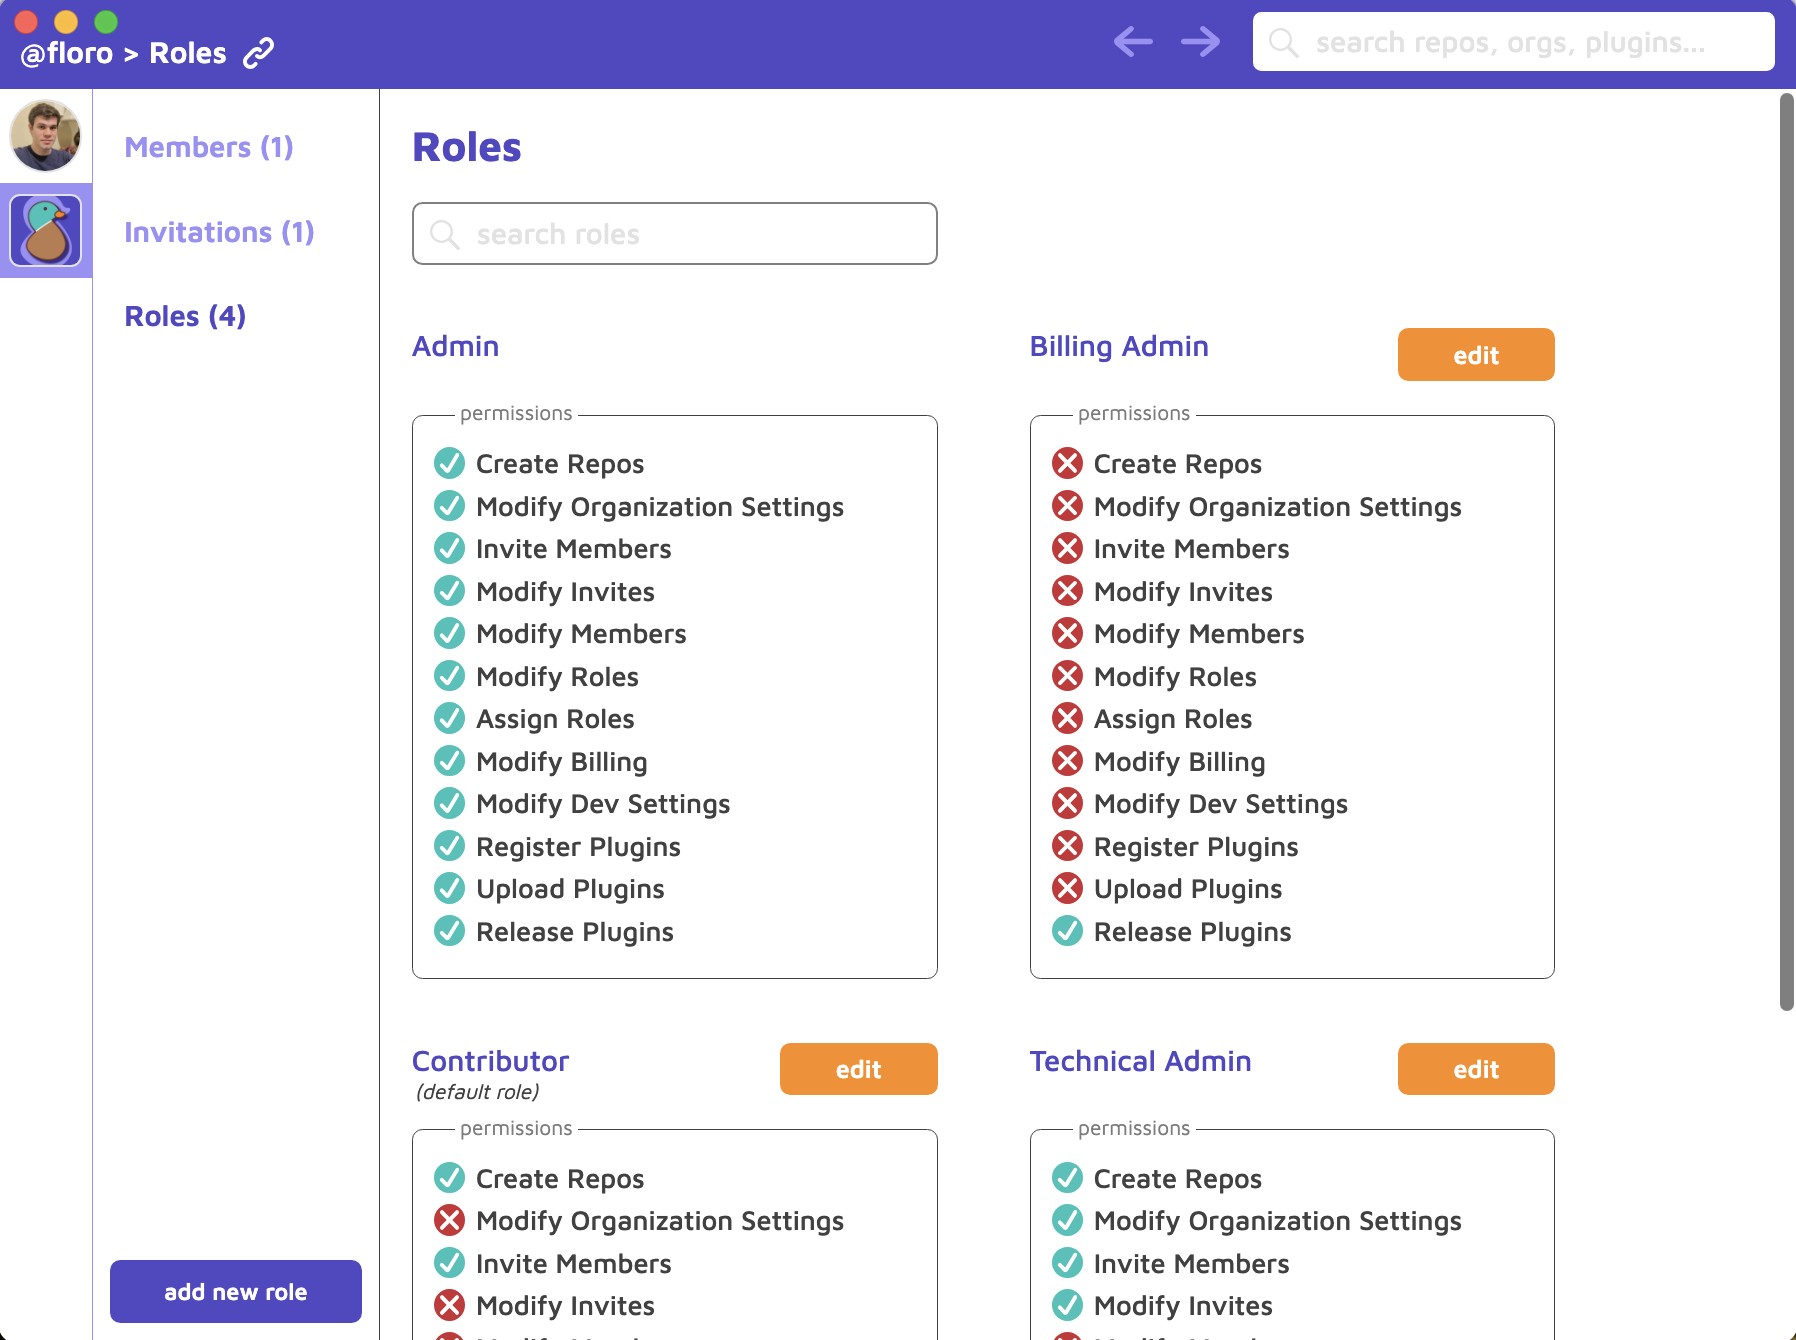 @floro > Roles
search repos, orgs, plugins...
Members (1)
Invitations (1)
Roles (4)
add new role
Roles
search roles
Admin
permissions
Create Repos
Modify Organization Settings
Invite Members
Modify Invites
Modify Members
Modify Roles
Assign Roles
Modify Billing
Modify Dev Settings
Register Plugins
Upload Plugins
Release Plugins
Billing Admin
edit
permissions
Create Repos
Modify Organization Settings
Invite Members
Modify Invites
Modify Members
Modify Roles
Assign Roles
Modify Billing
Modify Dev Settings
Register Plugins
Upload Plugins
Release Plugins
Contributor
(default role)
edit
permissions
Create Repos
Modify Organization Settings
Invite Members
Modify Invites
Technical Admin
edit
permissions
Create Repos
Modify Organization Settings
Invite Members
Modify Invites